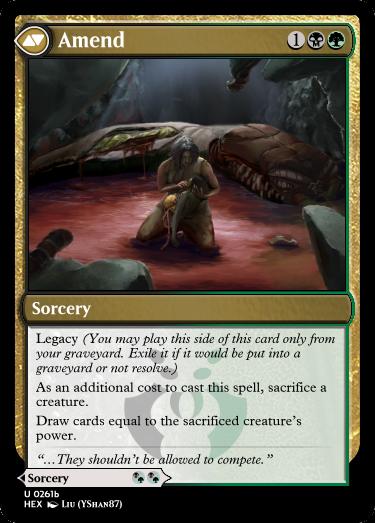 Amend 1
Sorcery
Legacy (You may play this side of this card only from
your graveyard. Exile it if it would be put into a
graveyard or not resolve.)
As an additional cost to cast this spell, sacrifice a
creature.
Draw cards equal to the sacrificed creature's
power.
“…They shouldn't be allowed to compete.”
Sorcery
U 0261b
HEX Liu (YShan87)